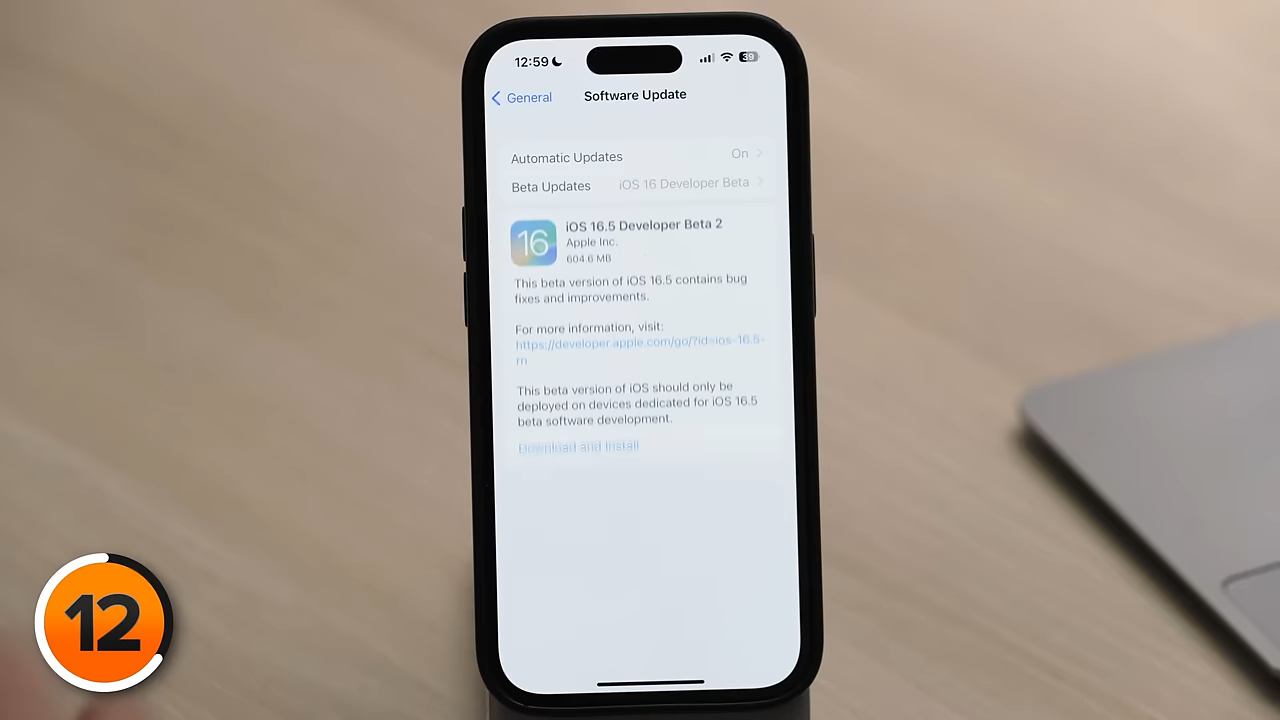 12:59
39
General
Software Update
Automatic Updates
On
Beta Updates
iOS 16 Developer Beta
16
iOS 16.5 Developer Beta 2
Apple Inc.
604.6 MB
This beta version of iOS 16.5 contains bug
fixes and improvements.
For more information, visit:
https://developer.apple.com/go/?id=ios-16.5-
rn
This beta version of iOS should only be
deployed on devices dedicated for iOS 16.5
beta software development.
Download and Install
12